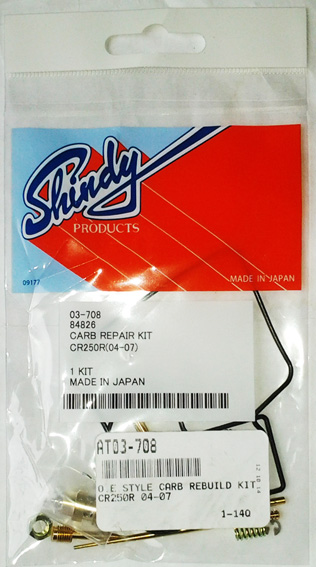 Shindy
PRODUCTS
09177
MADE IN JAPAN
03-708
84826
CARB REPAIR KIT
CR250R(04-07)
1 KIT
MADE IN JAPAN
AT03-708
O.E STYLE CARB REBUILD KIT
CR250R 04-07
1-14Q